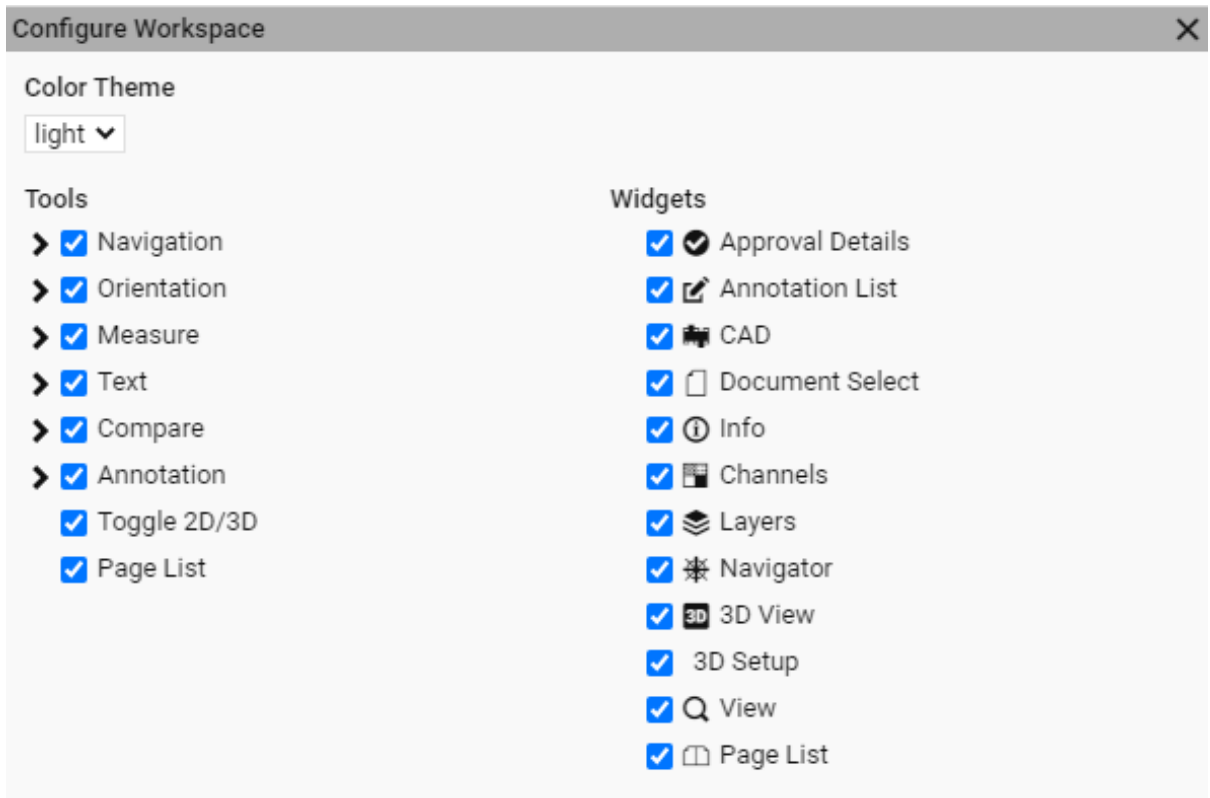 Configure Workspace
Color Theme
light
Tools
Navigation
Orientation
Measure
Text
Compare
Annotation
Toggle 2D/3D
Page List
Widgets
Approval Details
Annotation List
CAD
Document Select
Info
Channels
Layers
Navigator
3D 3D View
3D Setup
View
Page List